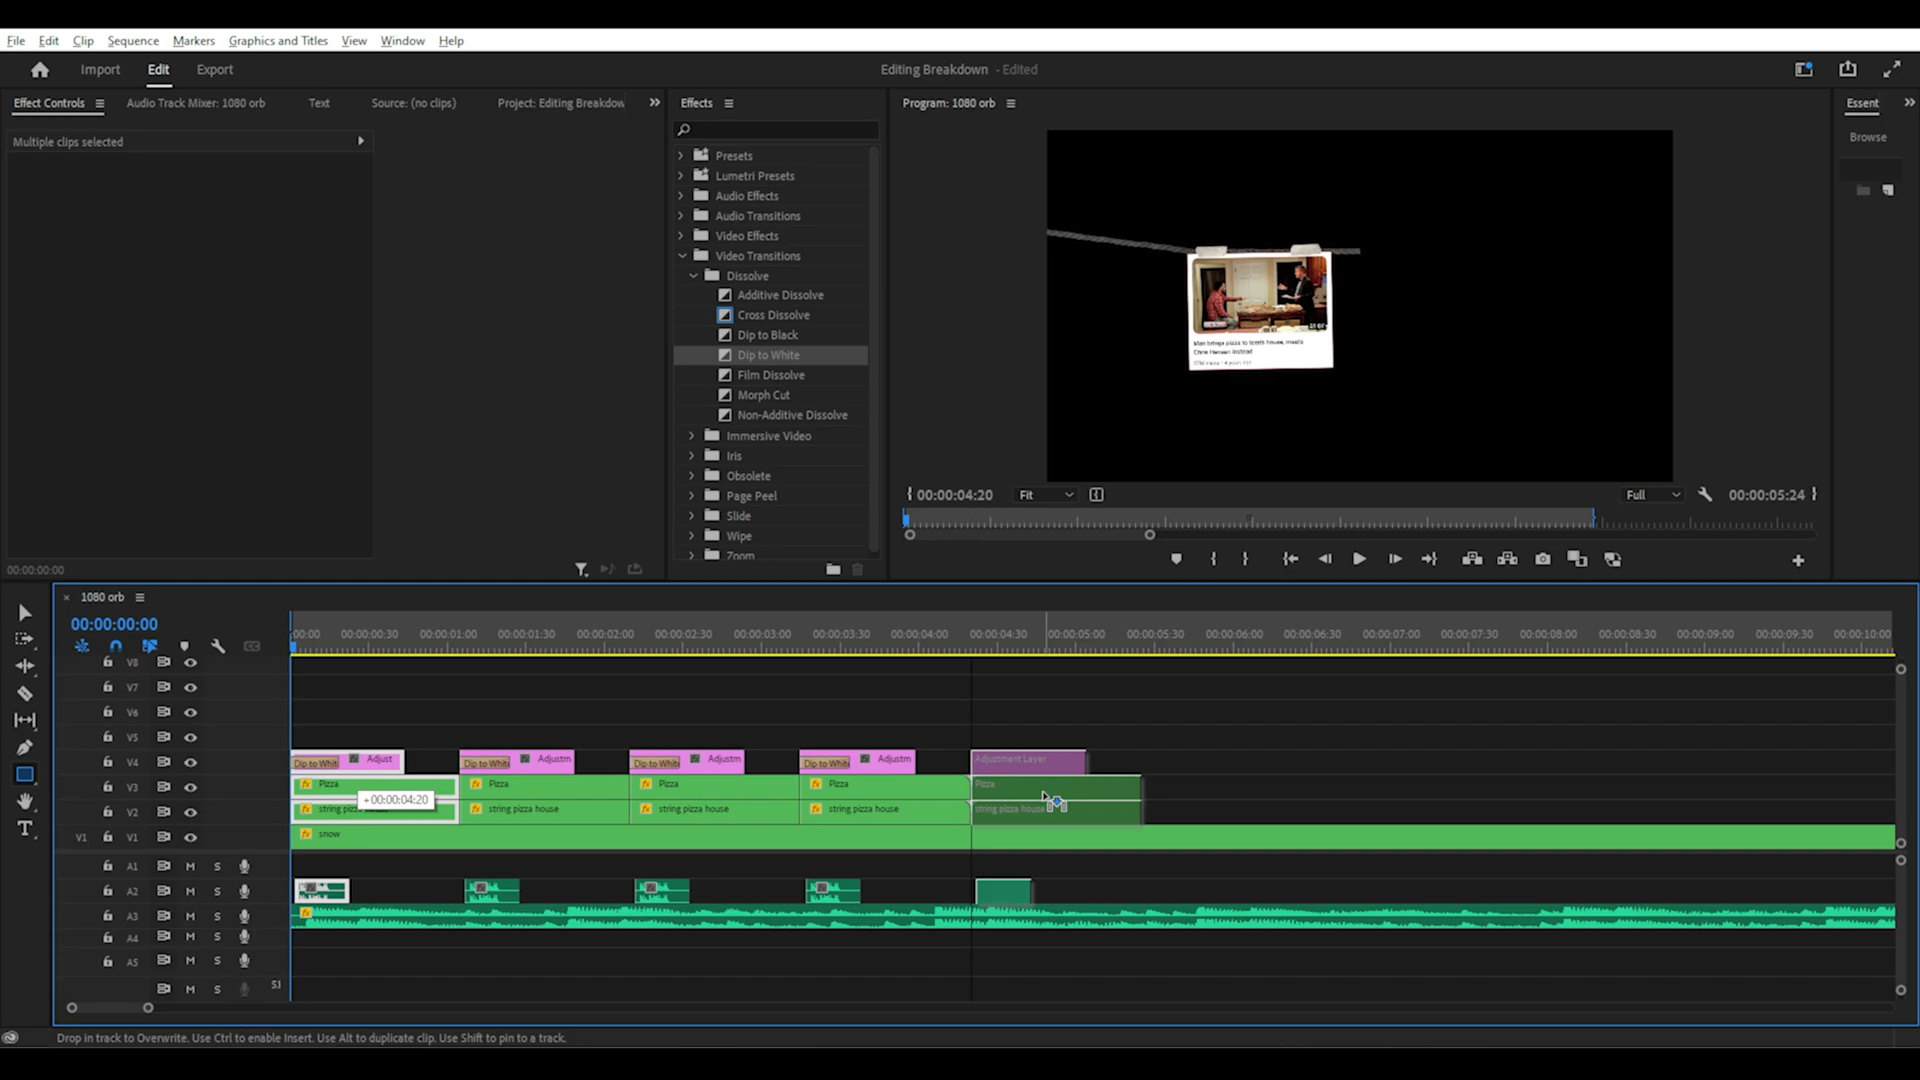 File Edit Clip Sequence Markers Graphics and Titles View Window Help
Import Edit Export
Editing Breakdown - Edited
Effect Controls Audio Track Mixer: 1080 orb Text Source: (no clips) Project: Editing Breakdow
Effects
Program: 1080 orb
Essent
Browse
Multiple clips selected
Presets
Lumetri Presets
Audio Effects
Audio Transitions
Video Effects
Video Transitions
Dissolve
Additive Dissolve
Cross Dissolve
Dip to Black
Dip to White
Film Dissolve
Morph Cut
Non-Additive Dissolve
Immersive Video
Iris
Obsolete
Page Peel
Slide
Wipe
Zoom
Man brings pizza to teen's house, meets
Chris Hansen instead
00:00:04:20 Fit Full 00:00:05:24
00:00:00:00
1080 orb
00:00:00:00
:00:00 00:00:00:30 00:00:01:00 00:00:01:30 00:00:02:00 00:00:02:30 00:00:03:00 00:00:03:30 00:00:04:00 00:00:04:30 00:00:05:00 00:00:05:30 00:00:06:00 00:00:06:30 00:00:07:00 00:00:07:30 00:00:08:00 00:00:08:30 00:00:09:00 00:00:09:30 00:00:10:00
V8
V7
V6
V5
V4 Dip to Whit Adjust Dip to Whit Adjustm Dip to Whit Adjustm Dip to Whit Adjustm Adjustment Layer
V3 Pizza Pizza Pizza Pizza Pizza
+00:00:04:20
V2 string pizza house string pizza house string pizza house string pizza house
V1 V1 snow
A1 M S
A2 M S
A3 M S
A4 M S
A5 M S
M S S1
Drop in track to Overwrite. Use Ctrl to enable Insert. Use Alt to duplicate clip. Use Shift to pin to a track.